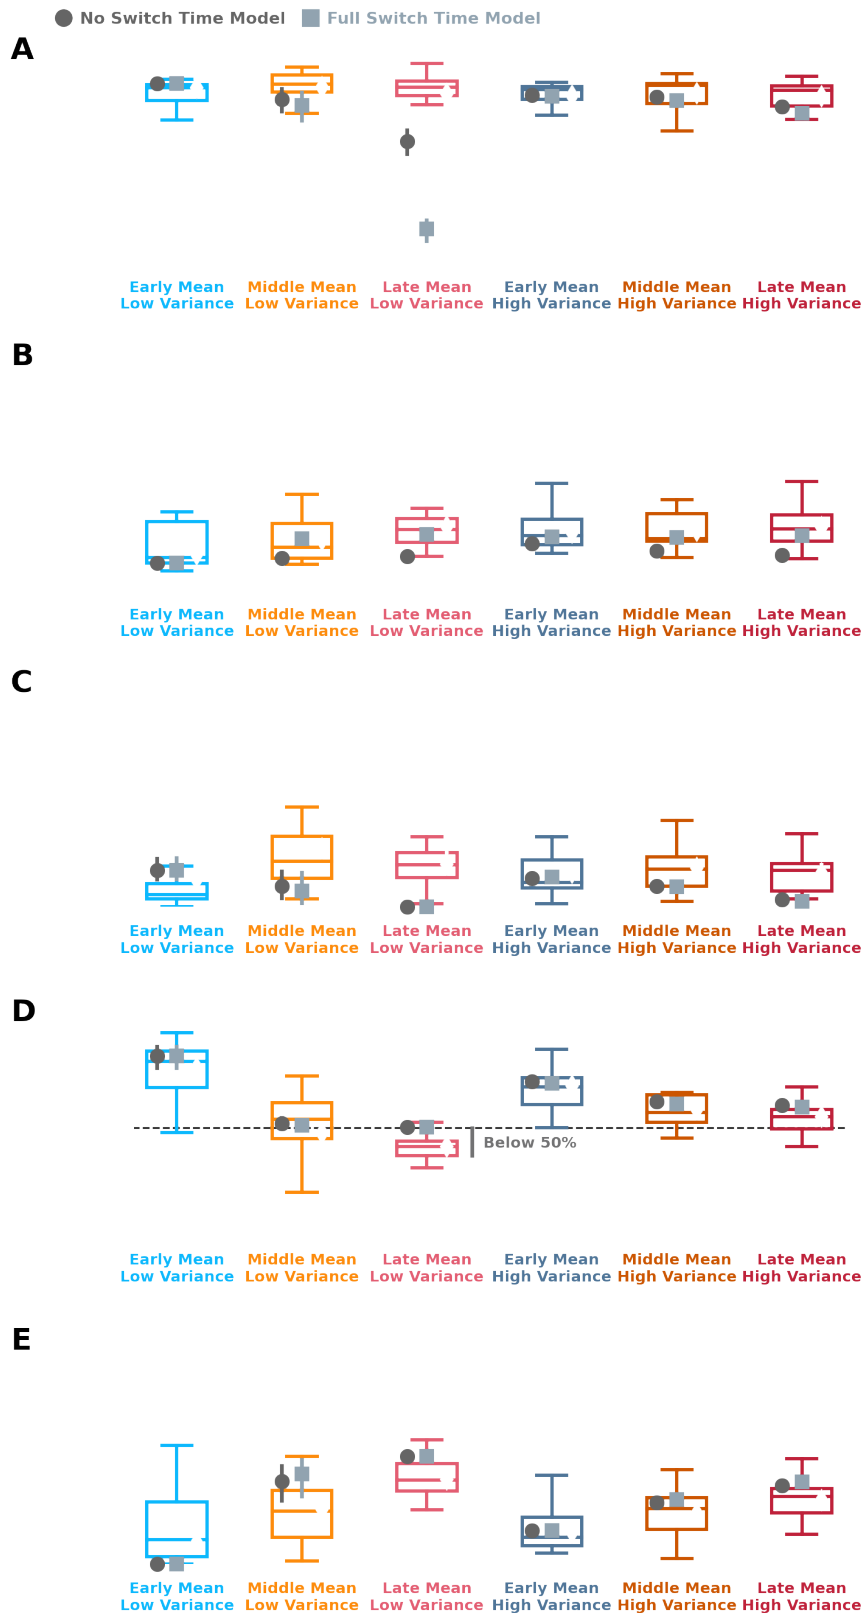 No Switch Time Model Full Switch Time Model
A
Early Mean Middle Mean Late Mean Early Mean Middle Mean Late Mean
Low Variance Low Variance Low Variance High Variance High Variance High Variance
B
Early Mean Middle Mean Late Mean Early Mean Middle Mean Late Mean
Low Variance Low Variance Low Variance High Variance High Variance High Variance
C
Early Mean Middle Mean Late Mean Early Mean Middle Mean Late Mean
Low Variance Low Variance Low Variance High Variance High Variance High Variance
D
Below 50%
Early Mean Middle Mean Late Mean Early Mean Middle Mean Late Mean
Low Variance Low Variance Low Variance High Variance High Variance High Variance
E
Early Mean Middle Mean Late Mean Early Mean Middle Mean Late Mean
Low Variance Low Variance Low Variance High Variance High Variance High Variance